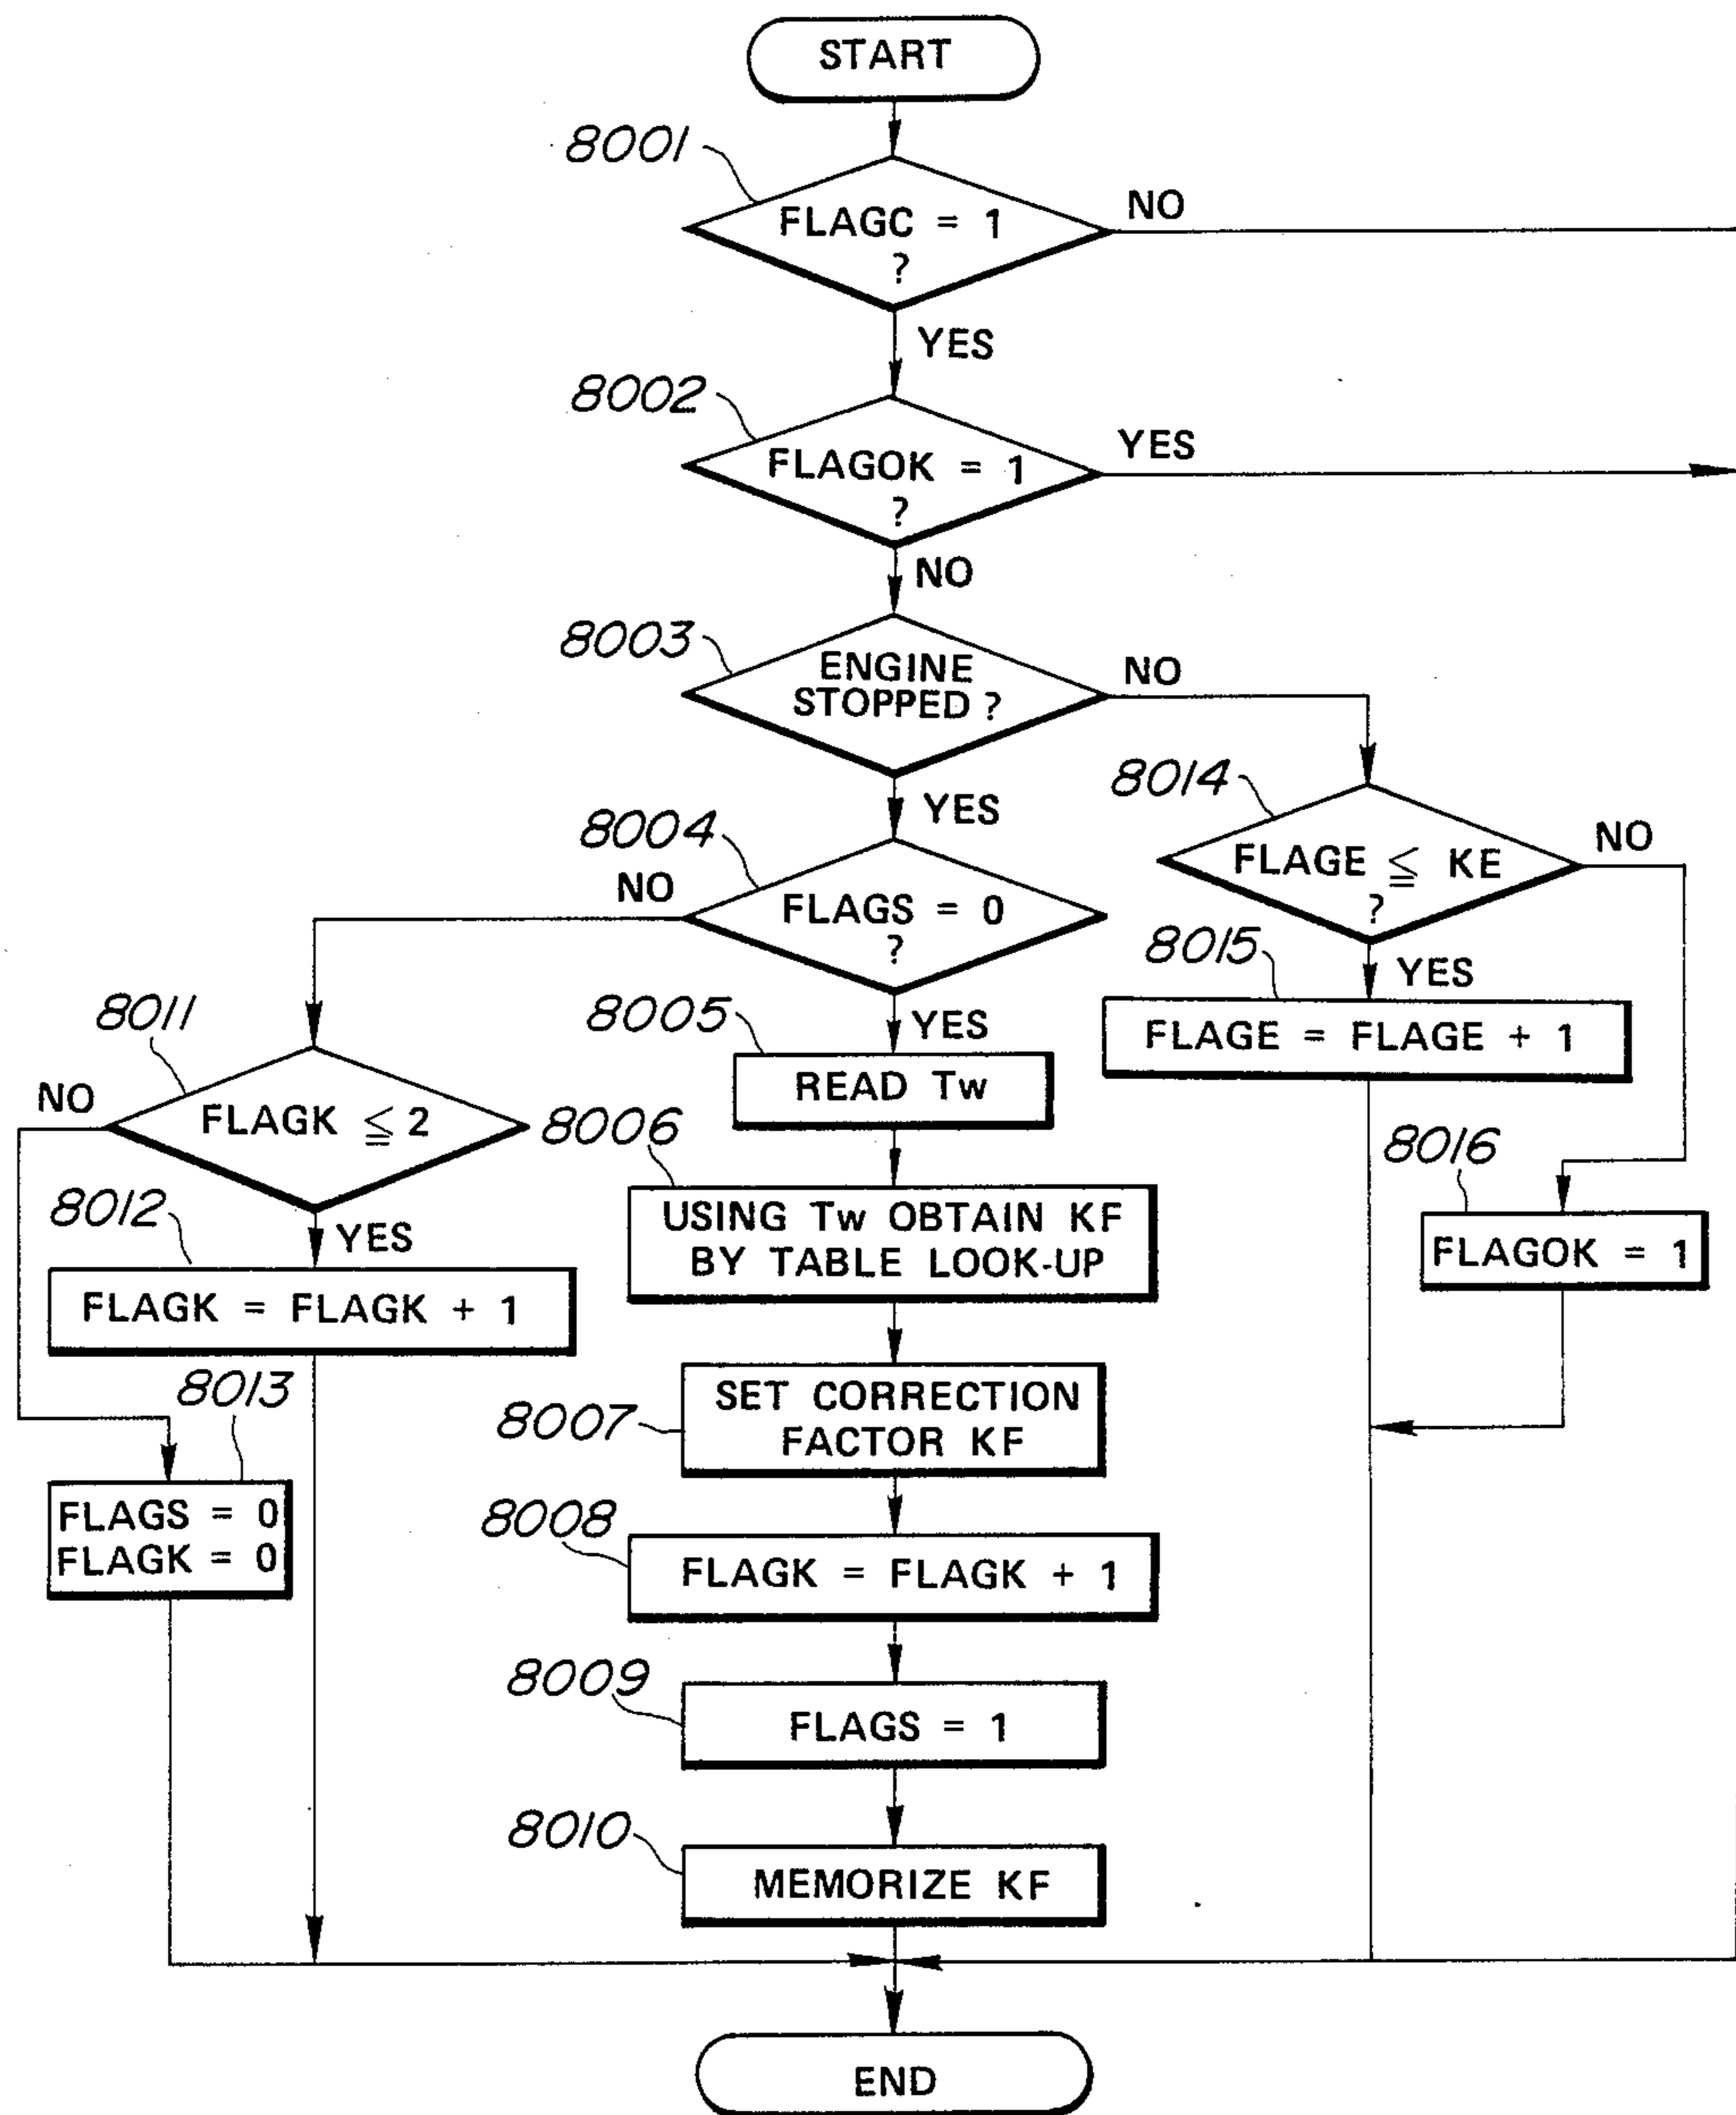 START
8001
FLAGC = 1
?
NO
YES
8002
FLAGOK = 1
?
YES
NO
8003
ENGINE
STOPPED ?
NO
YES
8014
FLAGE ≦ KE
?
NO
YES
8004
FLAGS = 0
?
NO
YES
8015
FLAGE = FLAGE + 1
8016
FLAGOK = 1
8005
READ Tw
8011
FLAGK ≦ 2
NO
YES
8006
USING Tw OBTAIN KF
BY TABLE LOOK-UP
8012
FLAGK = FLAGK + 1
8013
FLAGS = 0
FLAGK = 0
8007
SET CORRECTION
FACTOR KF
8008
FLAGK = FLAGK + 1
8009
FLAGS = 1
8010
MEMORIZE KF
END